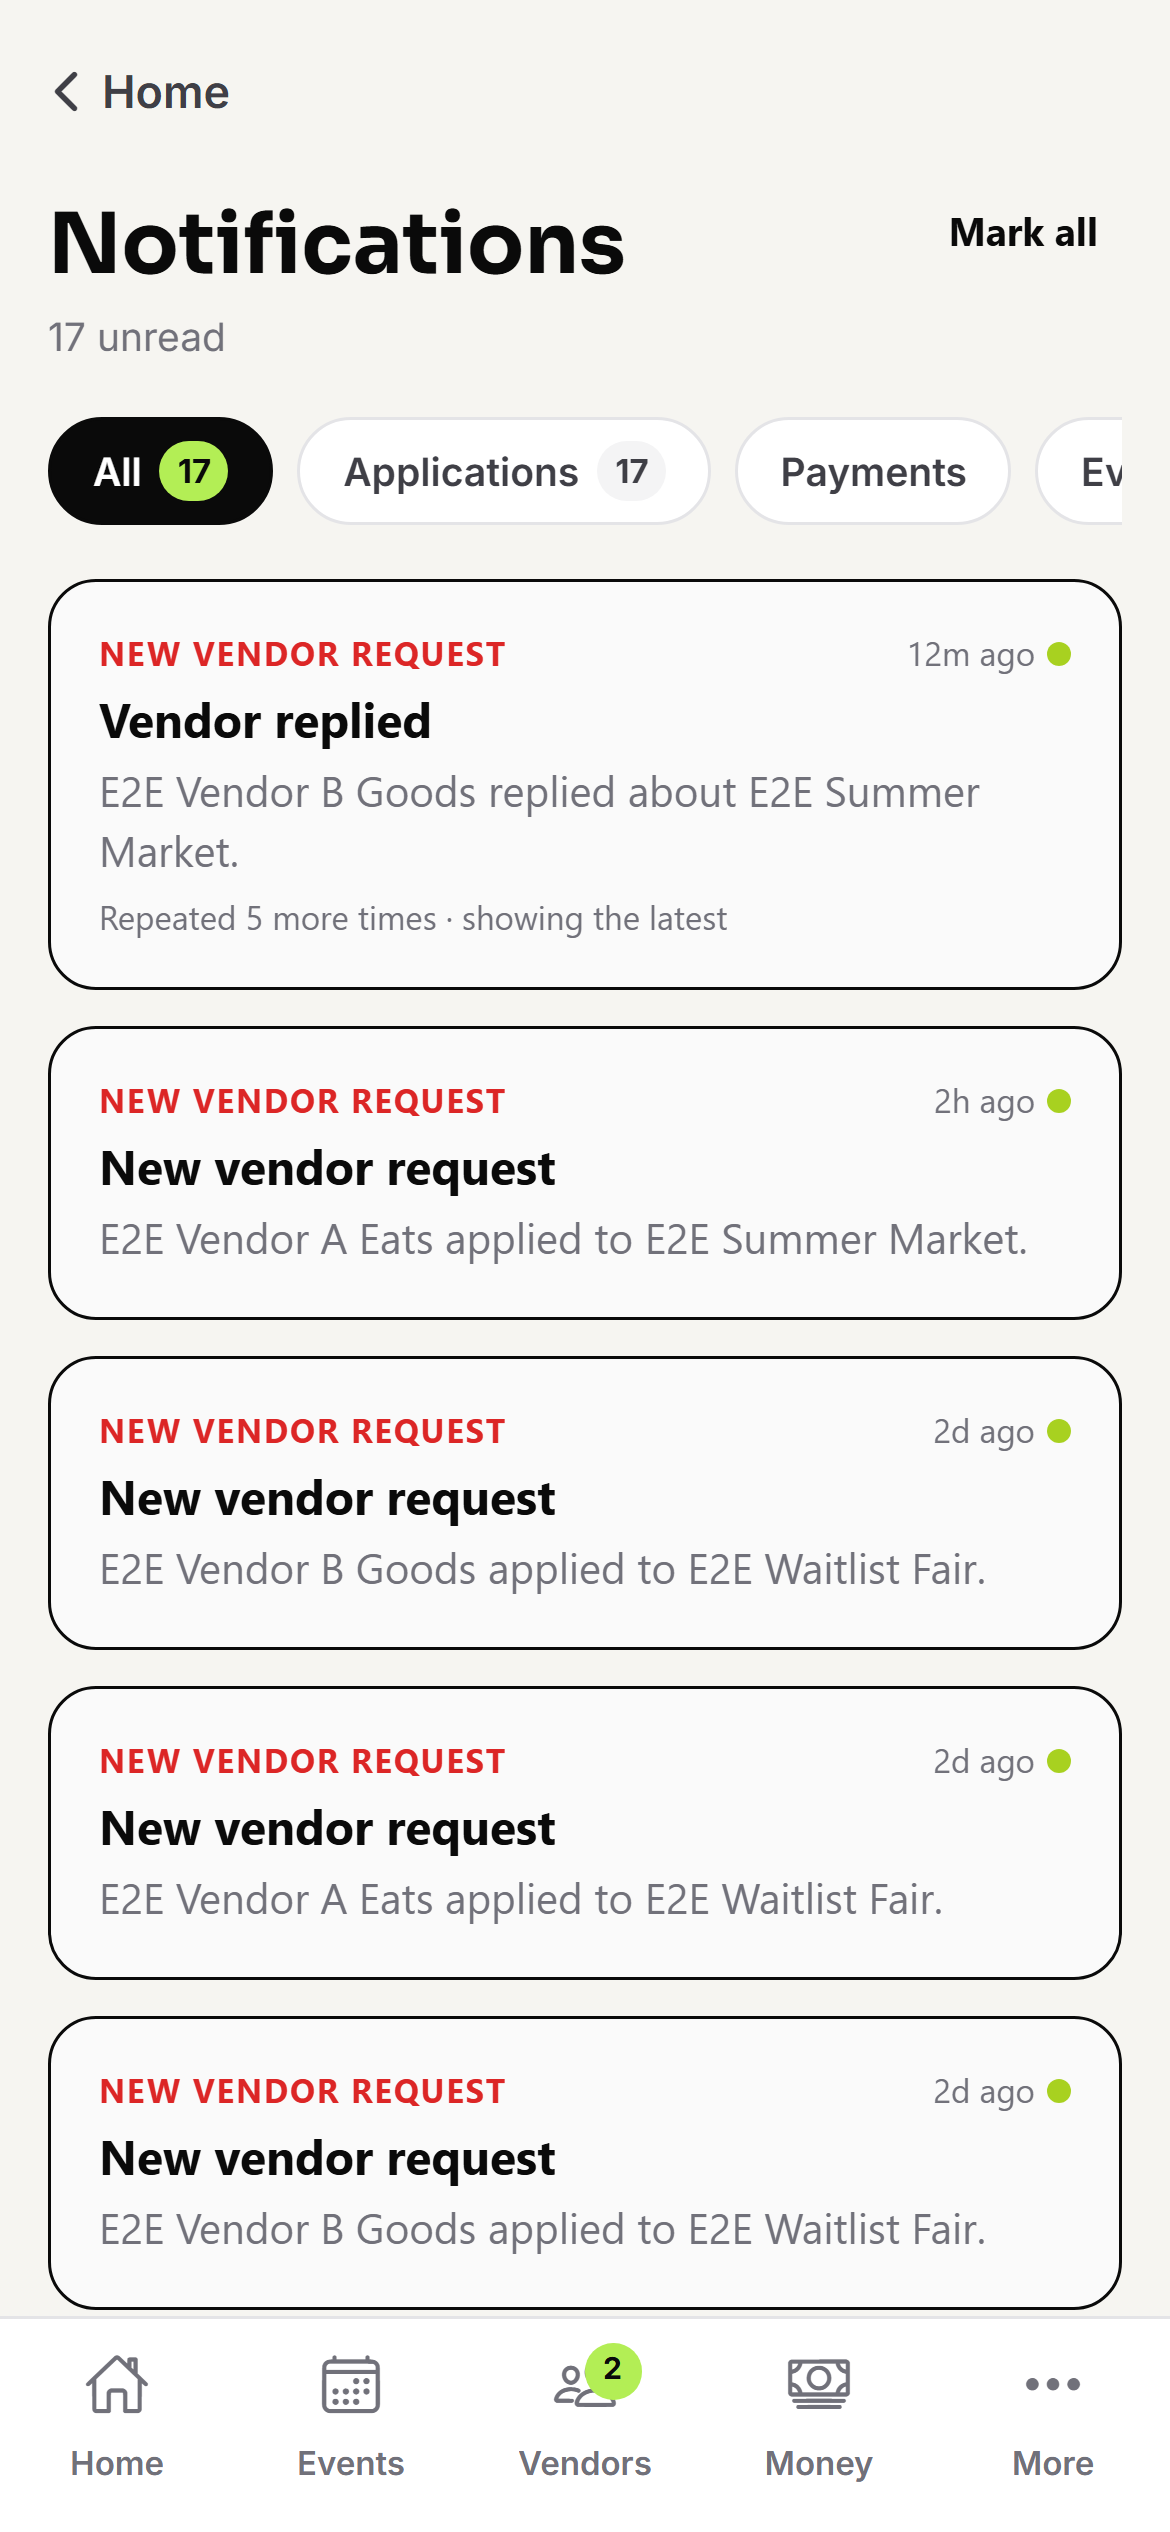 Home
Notifications
Mark all
17 unread
All 17
Applications 17
Payments
Ev
NEW VENDOR REQUEST
12m ago
Vendor replied
E2E Vendor B Goods replied about E2E Summer
Market.
Repeated 5 more times · showing the latest
NEW VENDOR REQUEST
2h ago
New vendor request
E2E Vendor A Eats applied to E2E Summer Market.
NEW VENDOR REQUEST
2d ago
New vendor request
E2E Vendor B Goods applied to E2E Waitlist Fair.
NEW VENDOR REQUEST
2d ago
New vendor request
E2E Vendor A Eats applied to E2E Waitlist Fair.
NEW VENDOR REQUEST
2d ago
New vendor request
E2E Vendor B Goods applied to E2E Waitlist Fair.
2
Home
Events
Vendors
Money
More